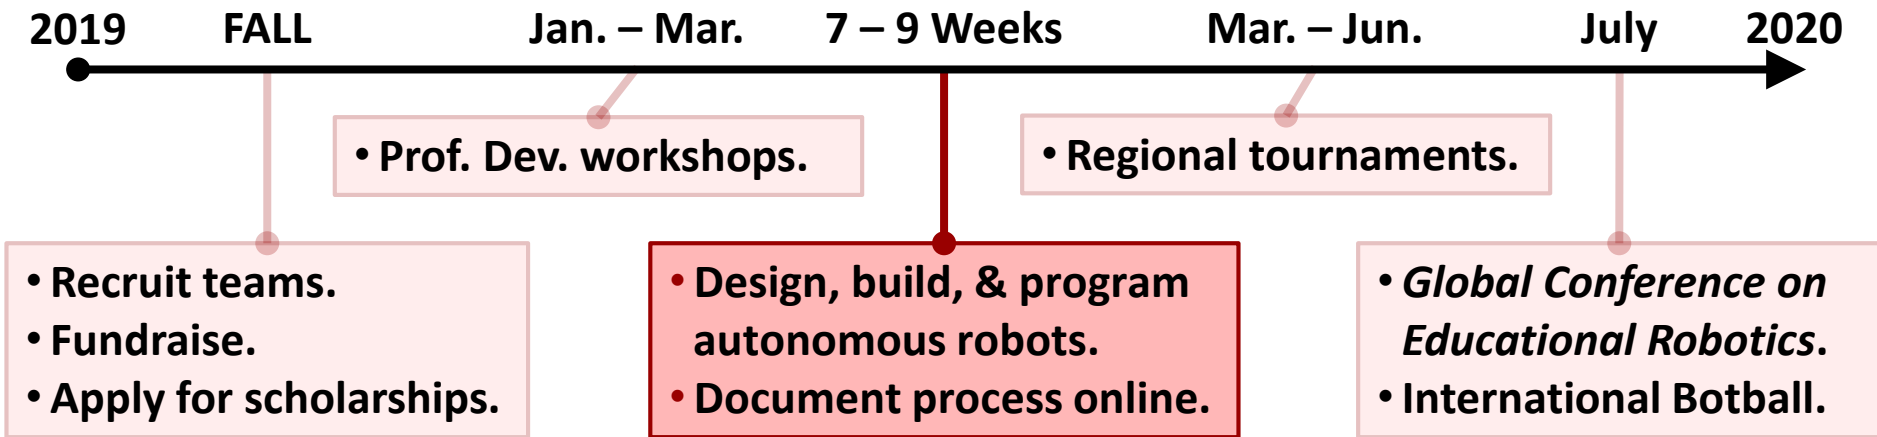 2019 FALL Jan. – Mar. 7 – 9 Weeks Mar. – Jun. July 2020
• Prof. Dev. workshops.
• Regional tournaments.
• Recruit teams.
• Fundraise.
• Apply for scholarships.
• Design, build, & program
autonomous robots.
• Document process online.
• Global Conference on
Educational Robotics.
• International Botball.